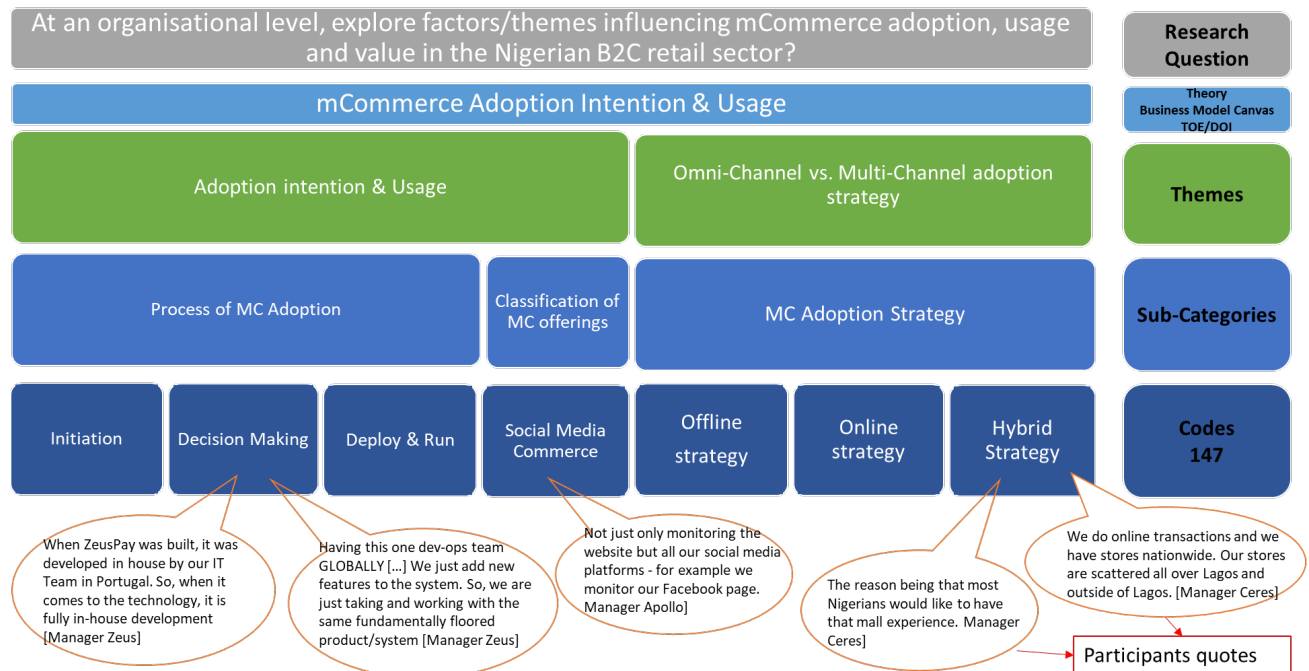 At an organisational level, explore factors/themes influencing mCommerce adoption, usage
and value in the Nigerian B2C retail sector?
Research
Question
mCommerce Adoption Intention & Usage
Theory
Business Model Canvas
TOE/DOI
Adoption intention & Usage
Omni-Channel vs. Multi-Channel adoption
strategy
Themes
Process of MC Adoption
Classification of
MC offerings
MC Adoption Strategy
Sub-Categories
Initiation
Decision Making
Deploy & Run
Social Media
Commerce
Offline
strategy
Online
strategy
Hybrid
Strategy
Codes
147
When ZeusPay was built, it was
developed in house by our IT
Team in Portugal. So, when it
comes to the technology, it is
fully in-house development
[Manager Zeus]
Having this one dev-ops team
GLOBALLY […] We just add new
features to the system. So, we are
just taking and working with the
same fundamentally floored
product/system [Manager Zeus]
Not just only monitoring the
website but all our social media
platforms - for example we
monitor our Facebook page.
Manager Apollo]
The reason being that most
Nigerians would like to have
that mall experience. Manager
Ceres]
We do online transactions and we
have stores nationwide. Our stores
are scattered all over Lagos and
outside of Lagos. [Manager Ceres]
Participants quotes